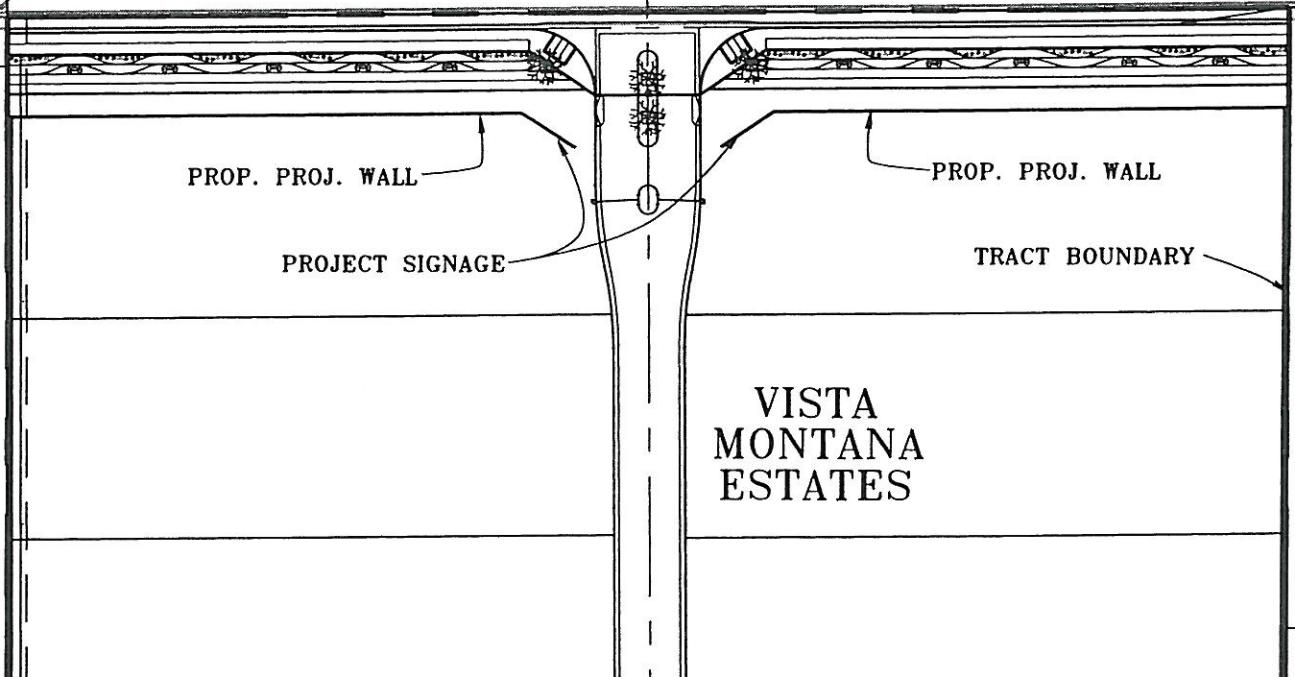 PROP. PROJ. WALL
PROP. PROJ. WALL
PROJECT SIGNAGE
TRACT BOUNDARY
VISTA
MONTANA
ESTATES